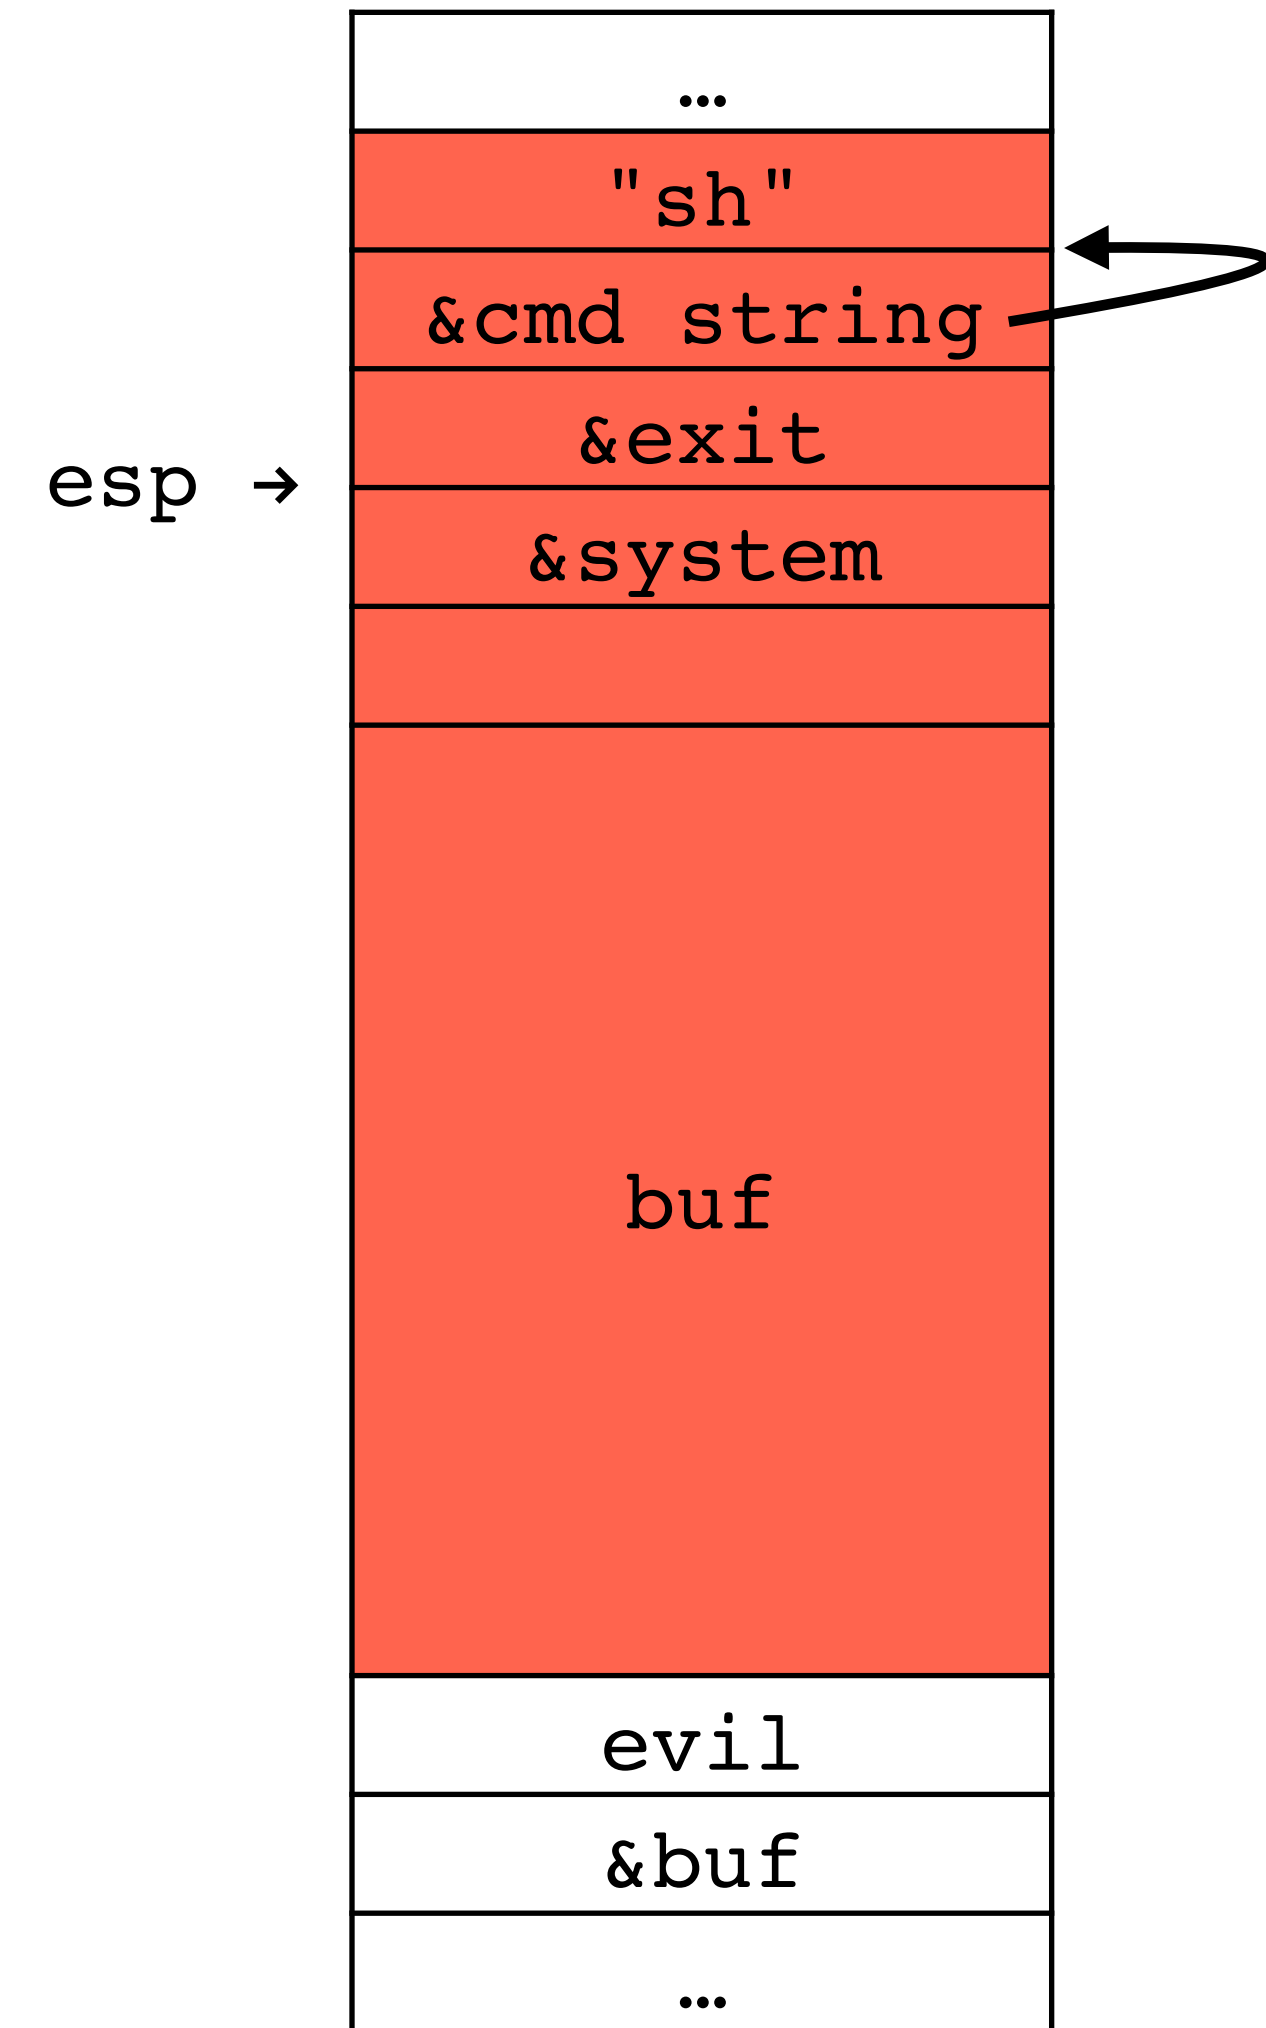 …
"sh"
&cmd string
&exit
esp →
&system
buf
evil
&buf
…